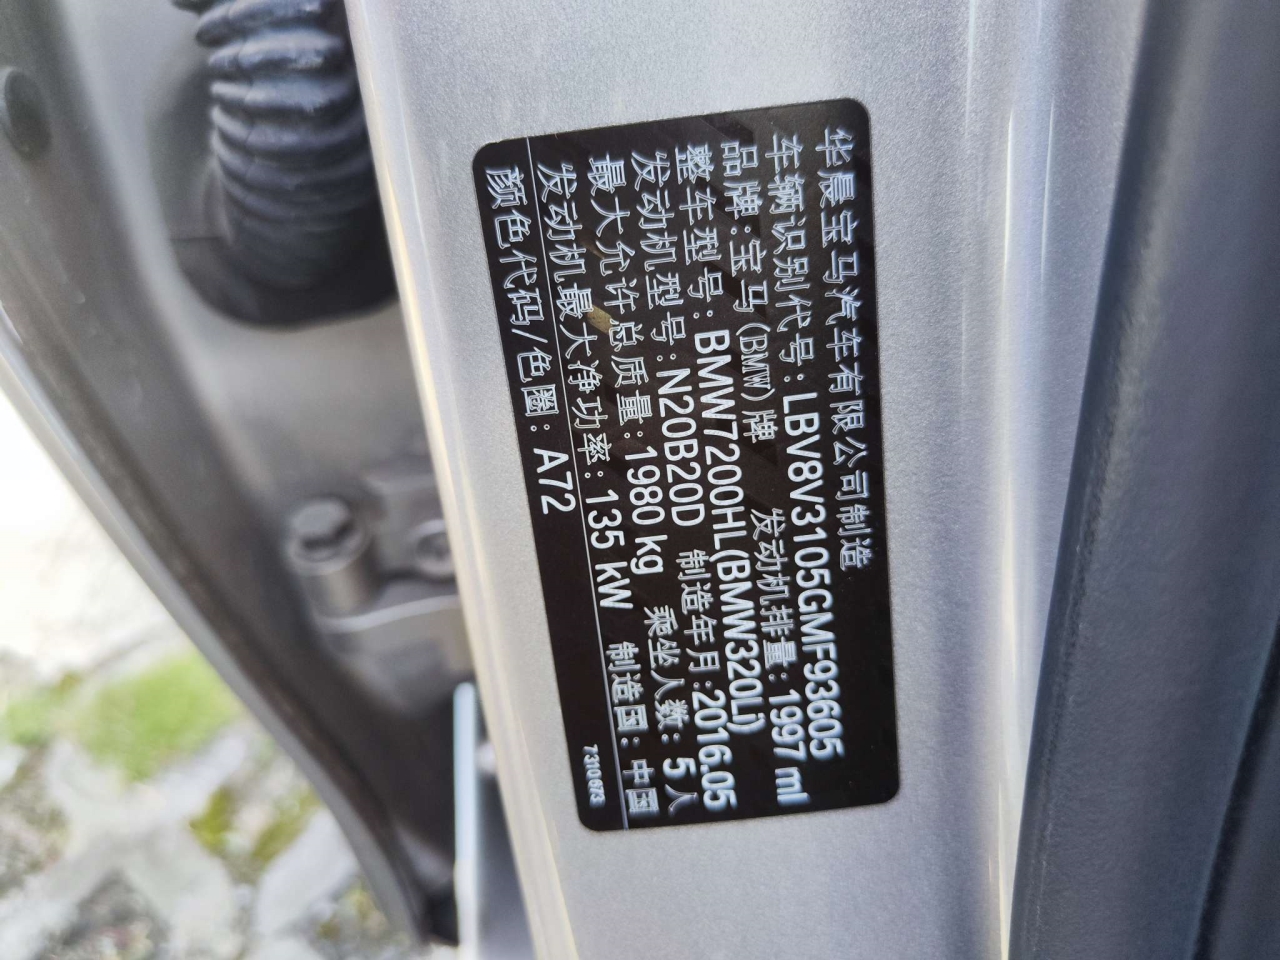 华晨宝马汽车有限公司制造
车辆识别代号:LBV8V3105GMF93605
品牌:宝马(BMW)牌 发动机排量:1997 ml
整车型号:BMW7200HL(BMW320Li)
发动机型号:N20B20D 制造年月:2016.05
最大允许总质量:1980 kg 乘坐人数:5人
发动机最大净功率:135 kW 制造国:中国
颜色代码/色圈:A72 7310673